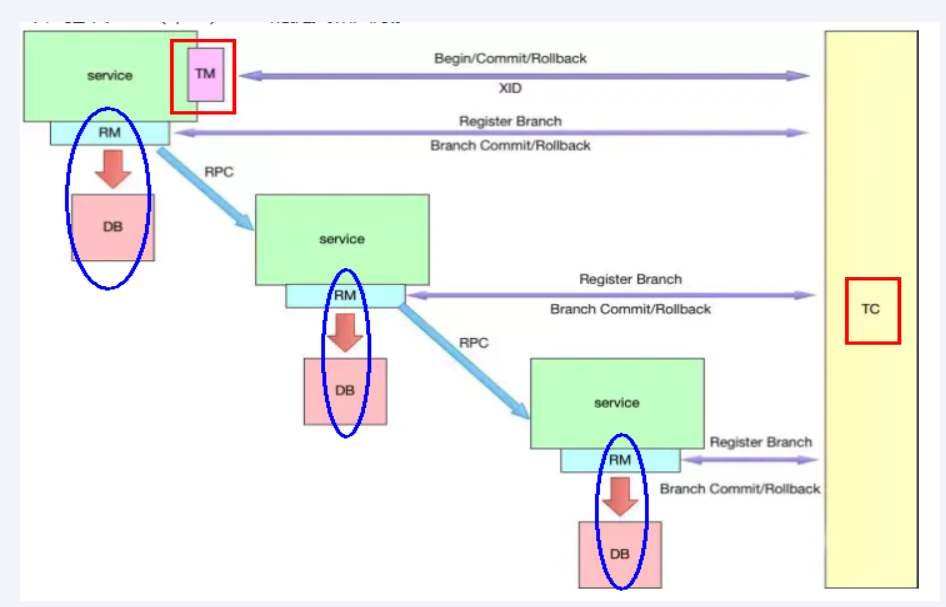 service
TM
Begin/Commit/Rollback
XID
RM
Register Branch
Branch Commit/Rollback
RPC
DB
service
RM
Register Branch
Branch Commit/Rollback
TC
RPC
DB
service
Register Branch
RM
Branch Commit/Rollback
DB